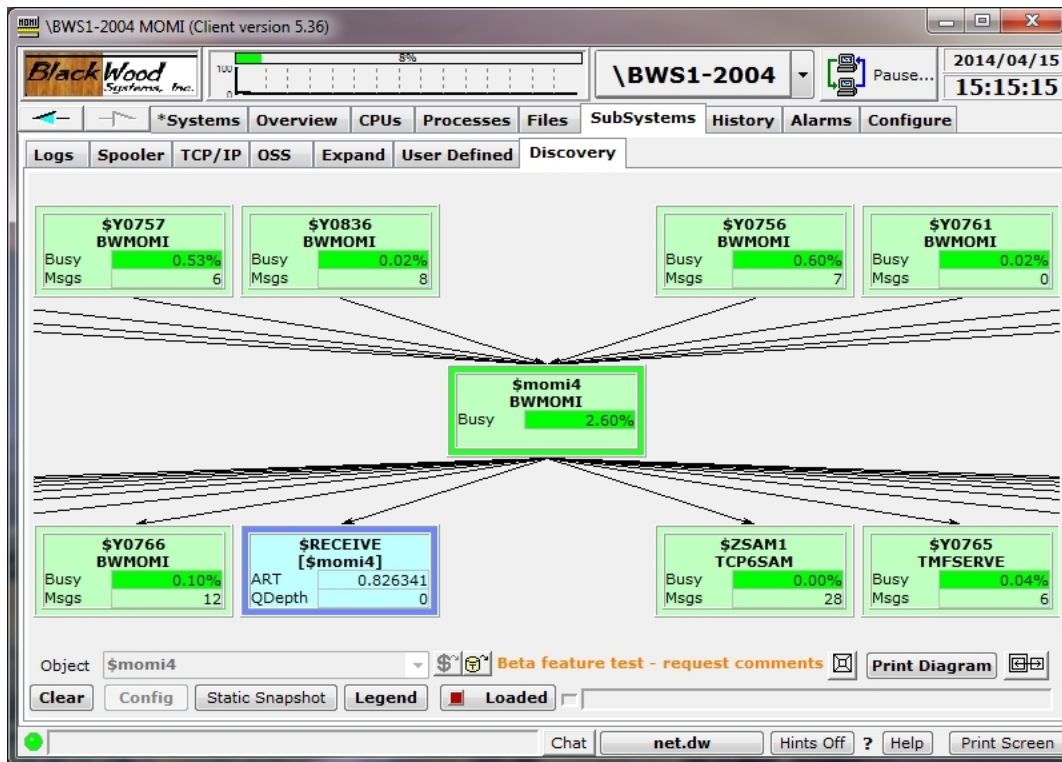 MOMI \BWS1-2004 MOMI (Client version 5.36)
BlackWood
Systems, Inc.
100
0
8%
\BWS1-2004
Pause...
2014/04/15
15:15:15
*Systems Overview CPUs Processes Files SubSystems History Alarms Configure
Logs Spooler TCP/IP OSS Expand User Defined Discovery
$Y0757
BWMOMI
Busy 0.53%
Msgs 6
$Y0836
BWMOMI
Busy 0.02%
Msgs 8
$Y0756
BWMOMI
Busy 0.60%
Msgs 7
$Y0761
BWMOMI
Busy 0.02%
Msgs 0
$momi4
BWMOMI
Busy 2.60%
$Y0766
BWMOMI
Busy 0.10%
Msgs 12
$RECEIVE
[$momi4]
ART 0.826341
QDepth 0
$ZSAM1
TCP6SAM
Busy 0.00%
Msgs 28
$Y0765
TMFSERVE
Busy 0.04%
Msgs 6
Object $momi4 $ Beta feature test - request comments Print Diagram
Clear Config Static Snapshot Legend Loaded
Chat net.dw Hints Off ? Help Print Screen